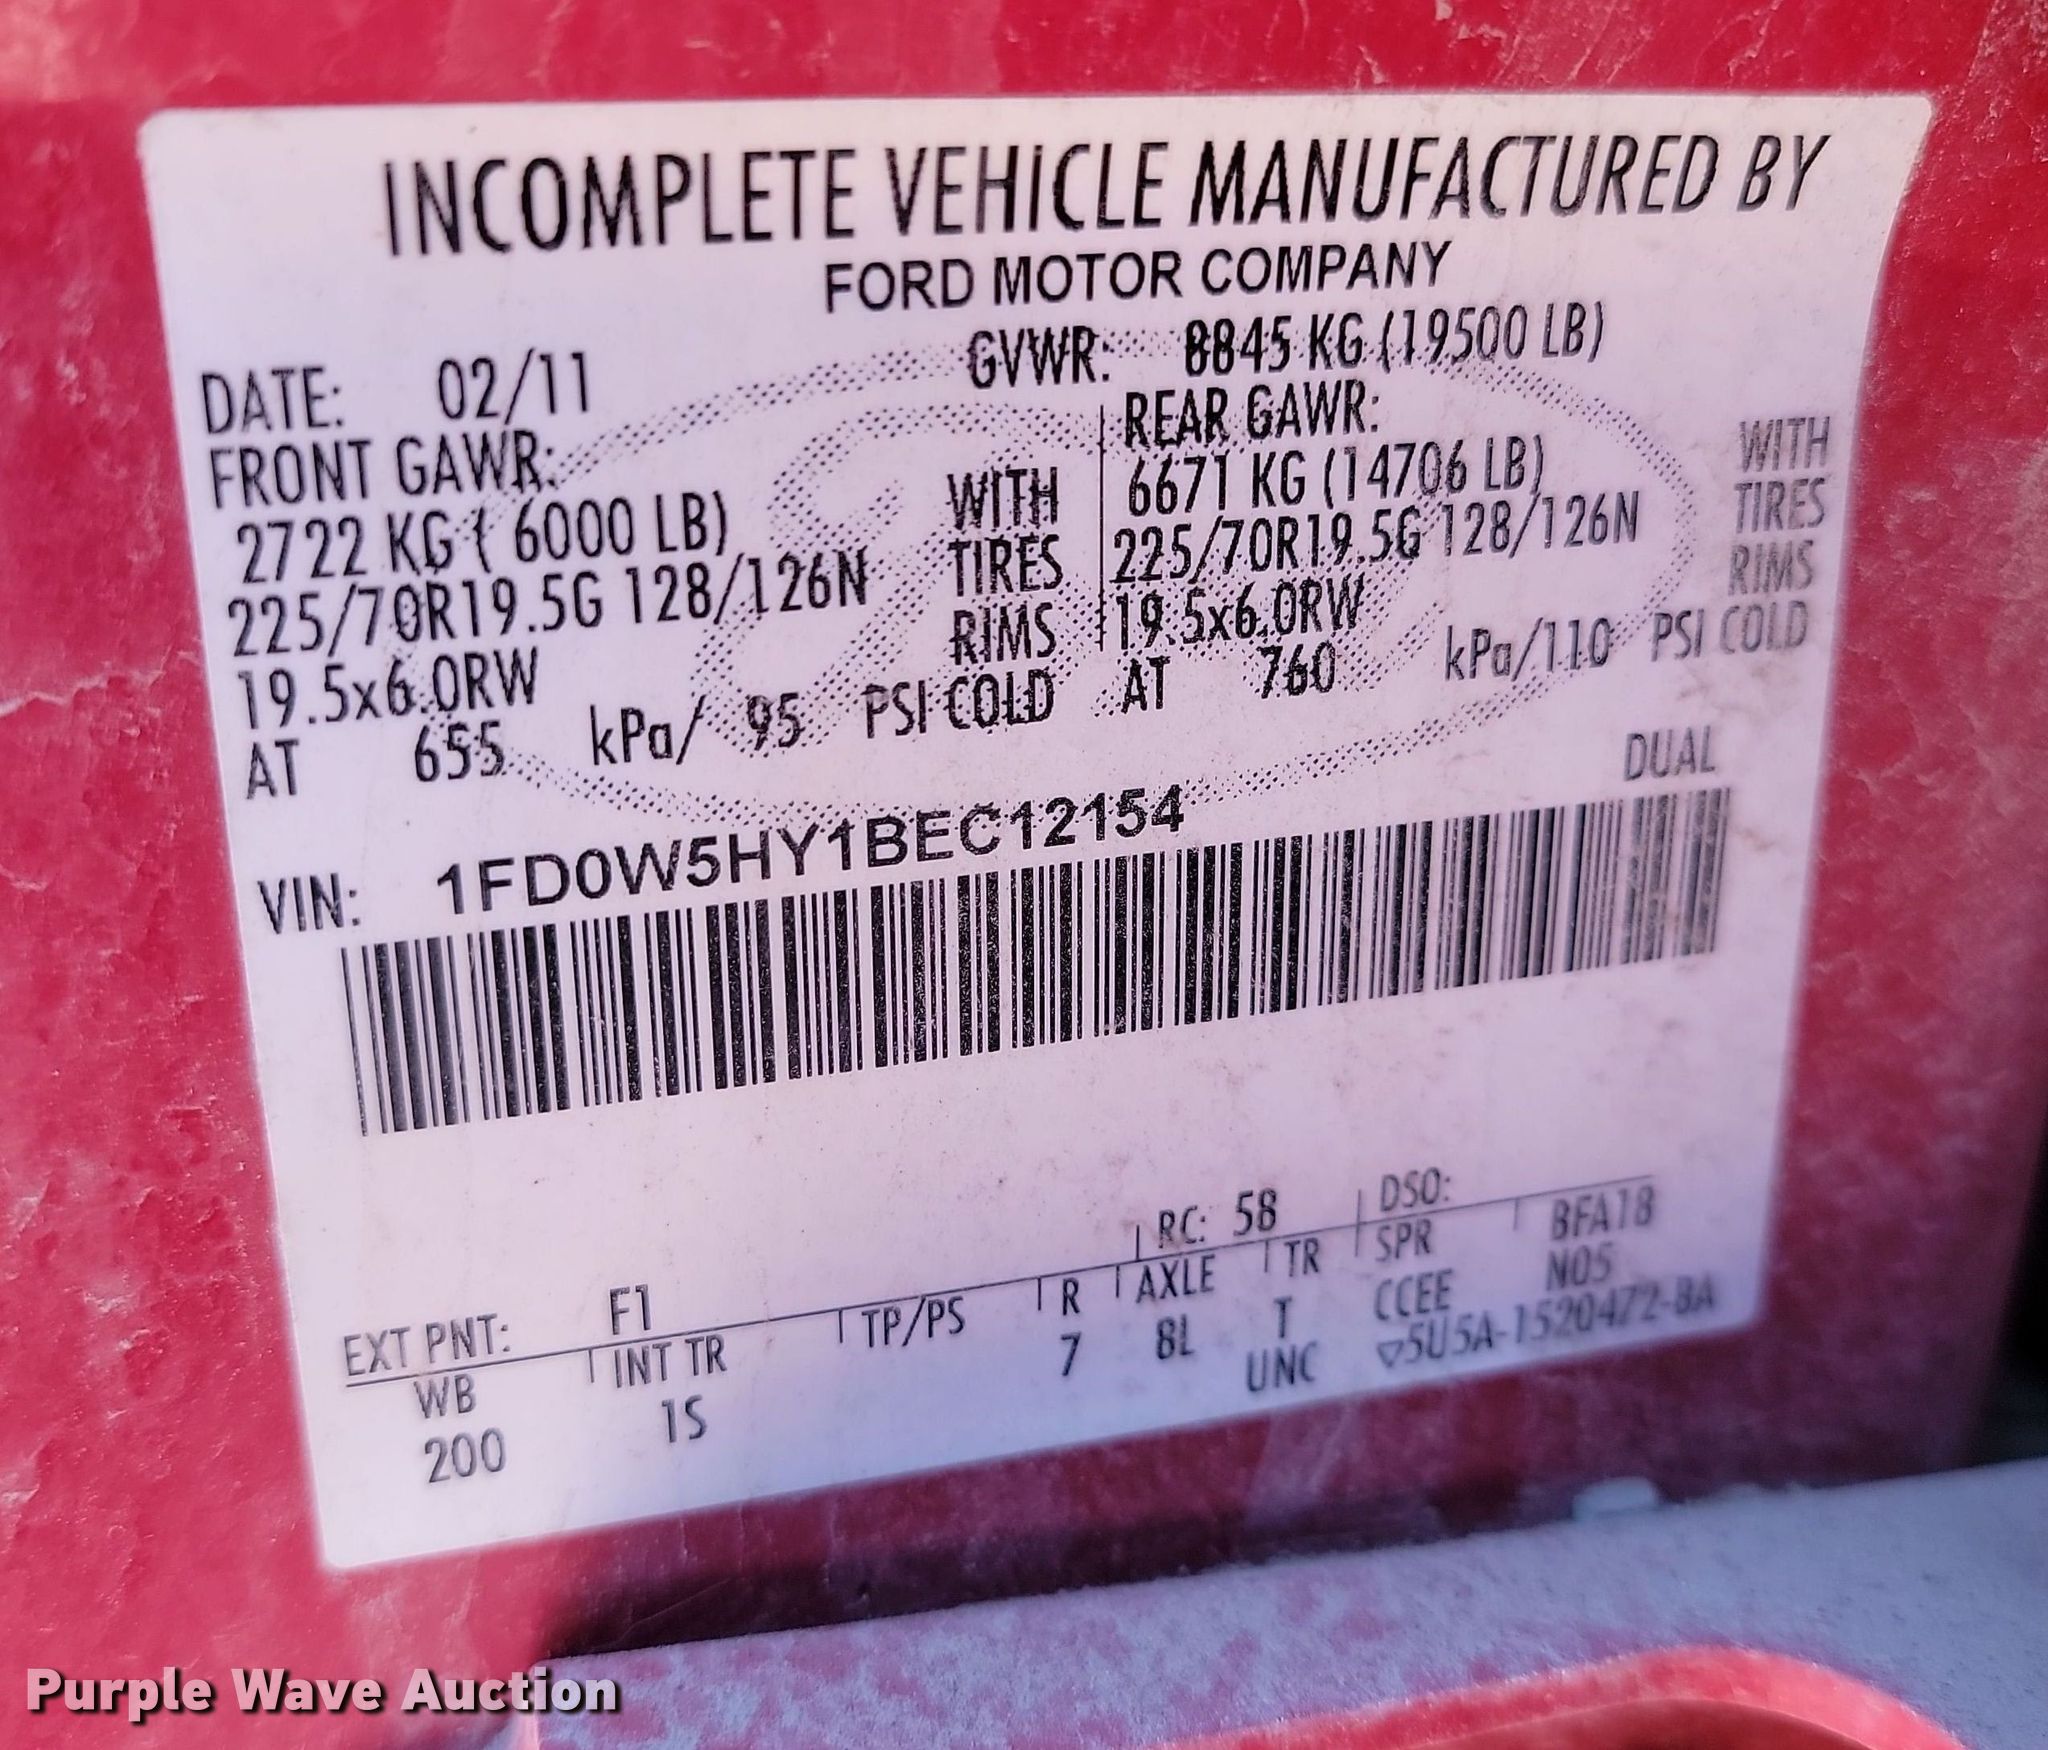 INCOMPLETE VEHICLE MANUFACTURED BY
FORD MOTOR COMPANY
DATE: 02/11 GVWR: 8845 KG (19500 LB)
FRONT GAWR: REAR GAWR:
2722 KG ( 6000 LB) WITH 6671 KG (14706 LB) WITH
225/70R19.5G 128/126N TIRES 225/70R19.5G 128/126N TIRES
19.5x6.0RW RIMS 19.5x6.0RW RIMS
AT 655 kPa/ 95 PSI COLD AT 760 kPa/110 PSI COLD
DUAL
VIN: 1FD0W5HY1BEC12154
EXT PNT: F1 RC: 58 DSO:
WB INT TR TP/PS R AXLE TR SPR BFA18
200 1S 7 8L T CCEE N05
UNC ▽5U5A-1520472-BA
Purple Wave Auction